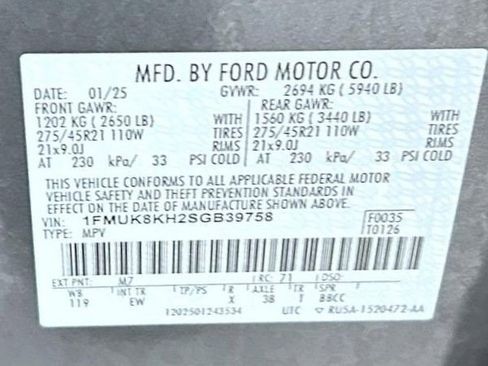 MFD. BY FORD MOTOR CO.
DATE: 01/25 GVWR: 2694 KG ( 5940 LB)
FRONT GAWR: REAR GAWR:
1202 KG ( 2650 LB) WITH 1560 KG ( 3440 LB) WITH
275/45R21 110W TIRES 275/45R21 110W TIRES
21x9.0J RIMS 21x9.0J RIMS
AT 230 kPa/ 33 PSI COLD AT 230 kPa/ 33 PSI COLD
THIS VEHICLE CONFORMS TO ALL APPLICABLE FEDERAL MOTOR
VEHICLE SAFETY AND THEFT PREVENTION STANDARDS IN
EFFECT ON THE DATE OF MANUFACTURE SHOWN ABOVE.
VIN: 1FMUK8KH2SGB39758 F0035
TYPE: MPV T0126
EXT PNT: M7 RC: 71 DSO:
WB INT TR TP/PS R AXLE TR SPR
119 EW X 38 T BBCC
1202501243534 UTC RU5A-1520472-AA